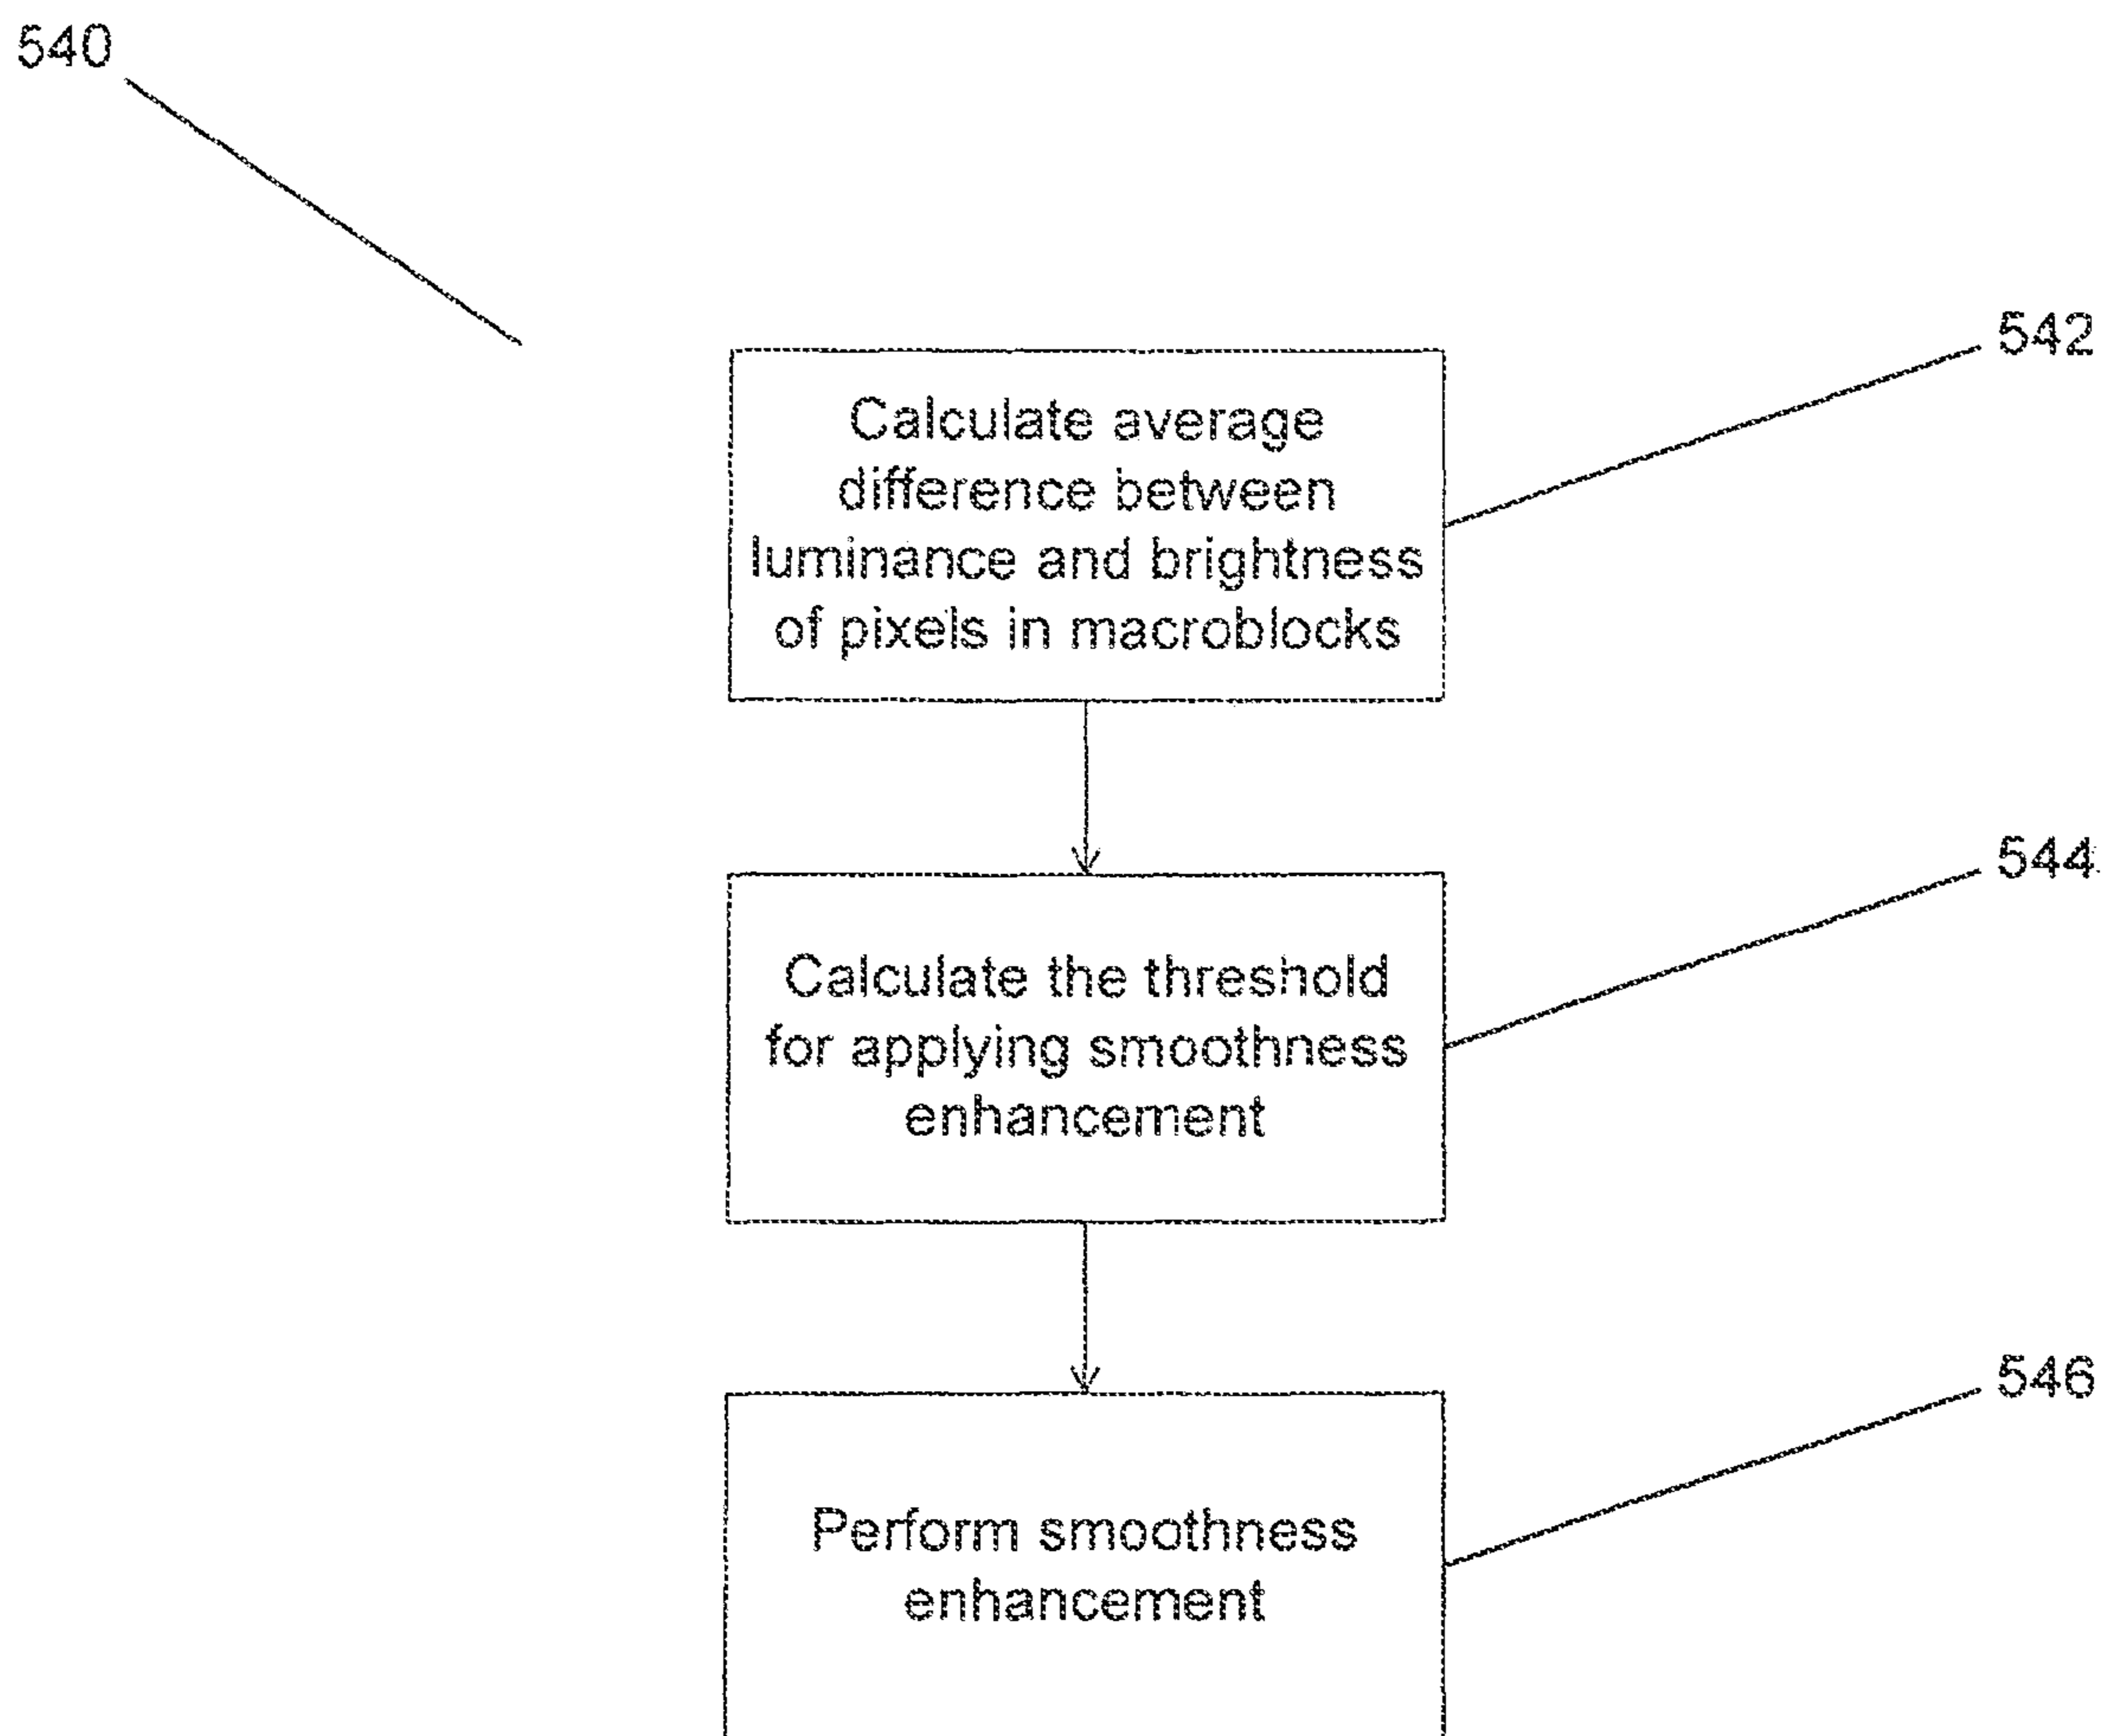 540
542
Calculate average
difference between
luminance and brightness
of pixels in macroblocks
544
Calculate the threshold
for applying smoothness
enhancement
546
Perform smoothness
enhancement